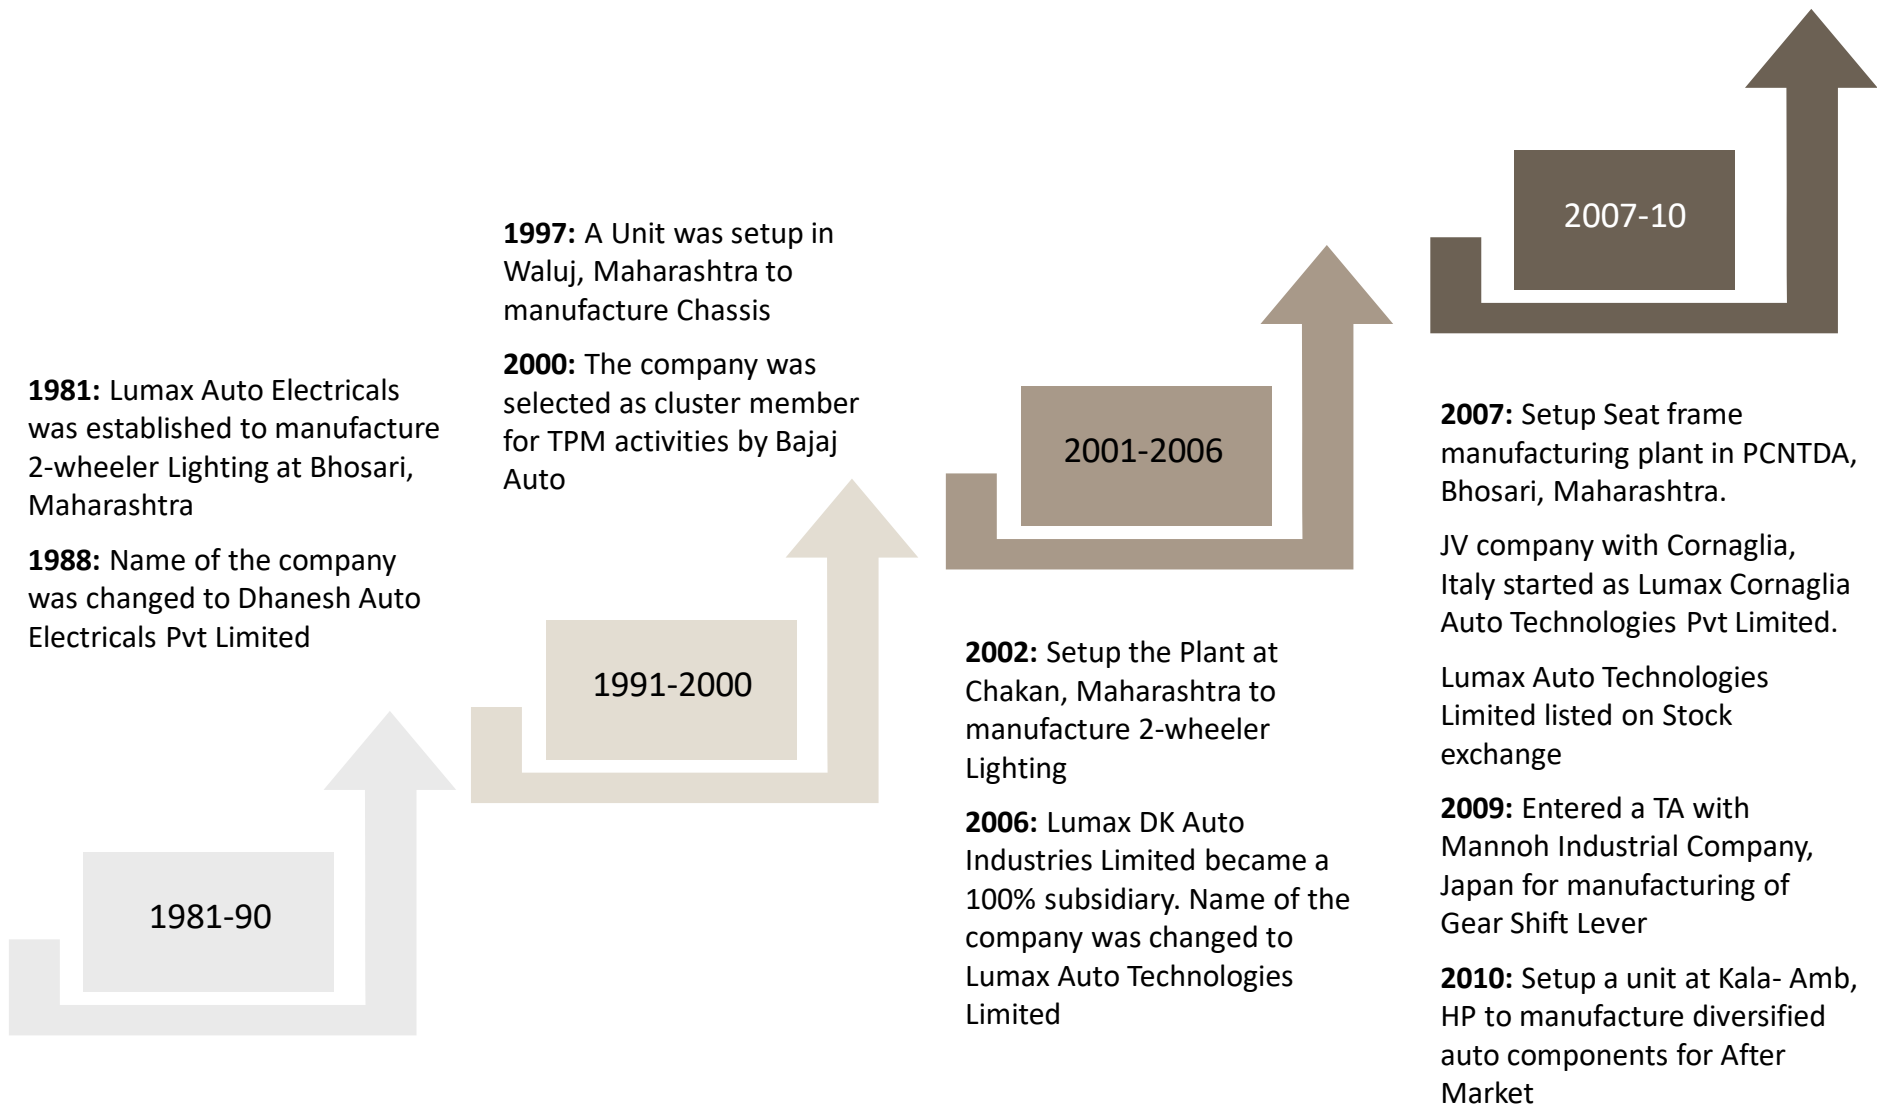 1981-90
1981: Lumax Auto Electricals
was established to manufacture
2-wheeler Lighting at Bhosari,
Maharashtra
1988: Name of the company
was changed to Dhanesh Auto
Electricals Pvt Limited
1991-2000
1997: A Unit was setup in
Waluj, Maharashtra to
manufacture Chassis
2000: The company was
selected as cluster member
for TPM activities by Bajaj
Auto
2001-2006
2002: Setup the Plant at
Chakan, Maharashtra to
manufacture 2-wheeler
Lighting
2006: Lumax DK Auto
Industries Limited became a
100% subsidiary. Name of the
company was changed to
Lumax Auto Technologies
Limited
2007-10
2007: Setup Seat frame
manufacturing plant in PCNTDA,
Bhosari, Maharashtra.
JV company with Cornaglia,
Italy started as Lumax Cornaglia
Auto Technologies Pvt Limited.
Lumax Auto Technologies
Limited listed on Stock
exchange
2009: Entered a TA with
Mannoh Industrial Company,
Japan for manufacturing of
Gear Shift Lever
2010: Setup a unit at Kala- Amb,
HP to manufacture diversified
auto components for After
Market